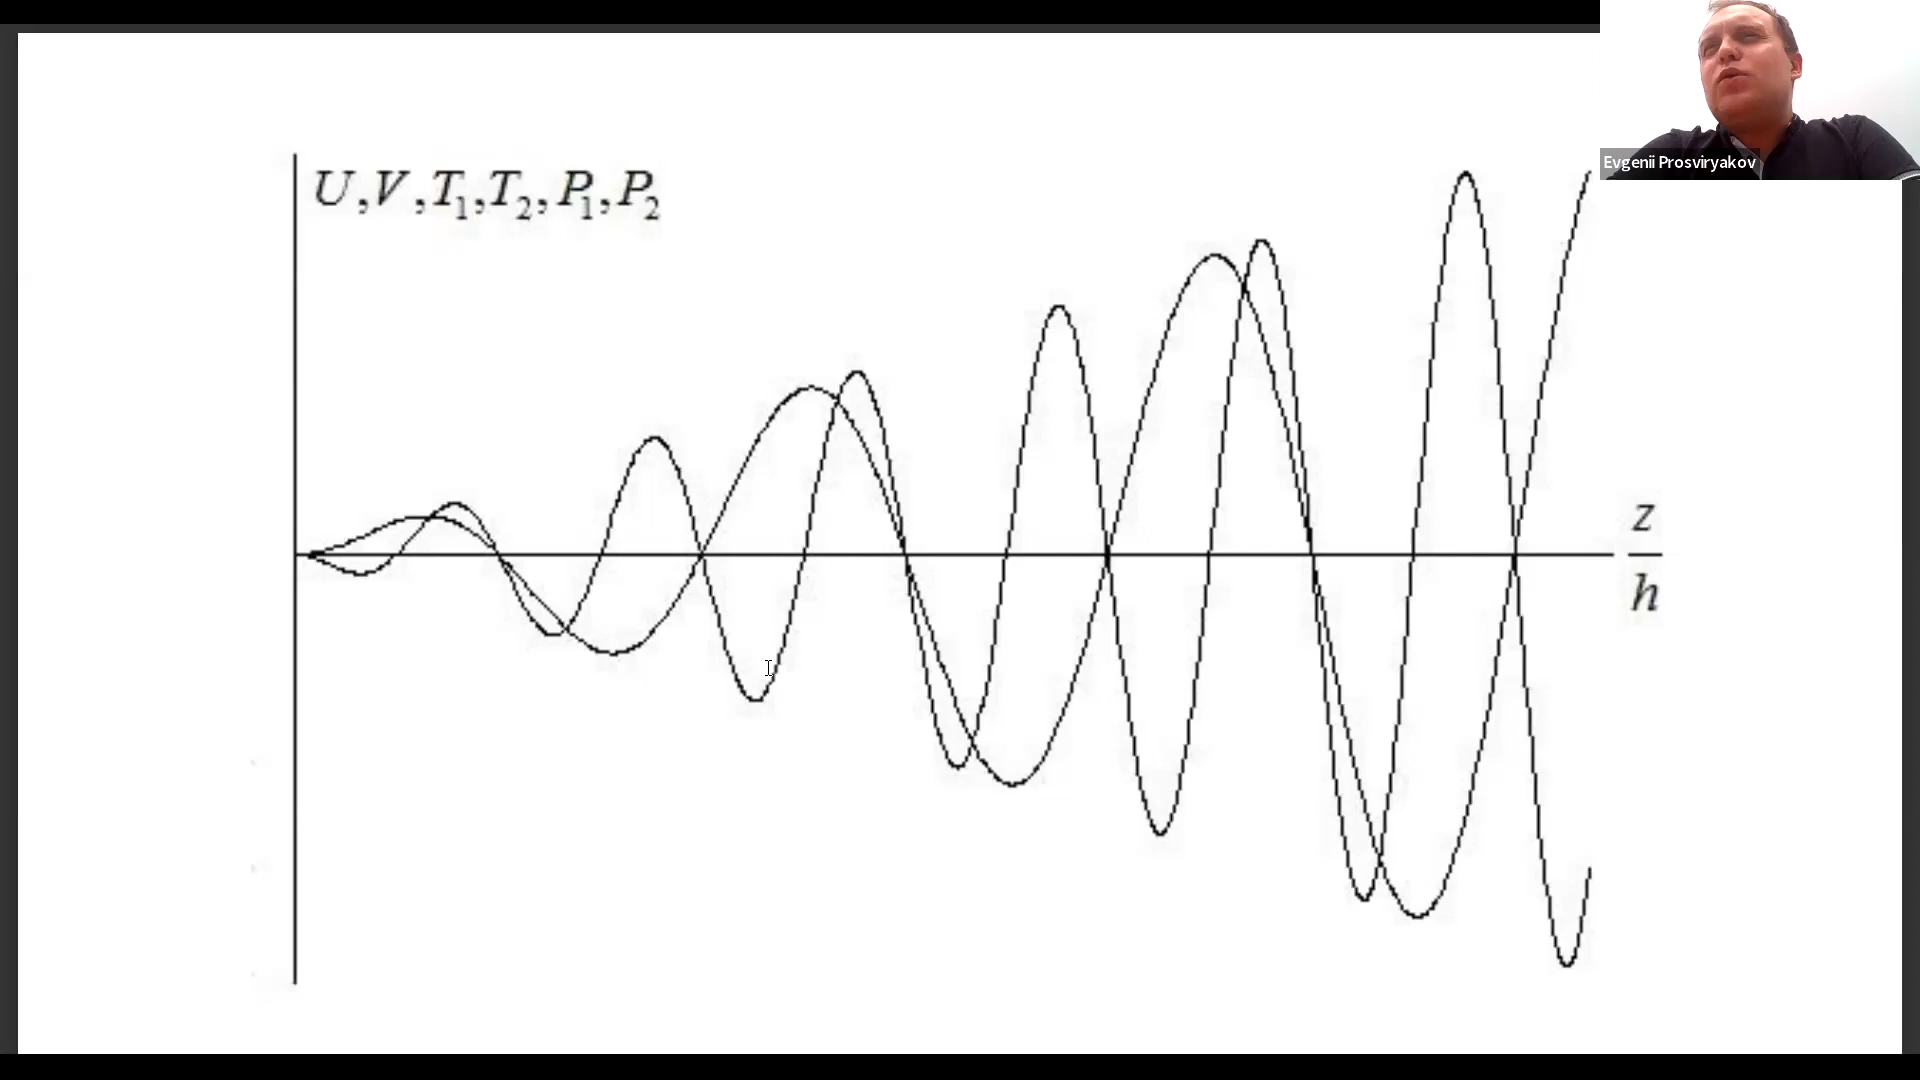 Evgenii Prosviryakov
U,V,T₁,T₂,P₁,P₂
z
h